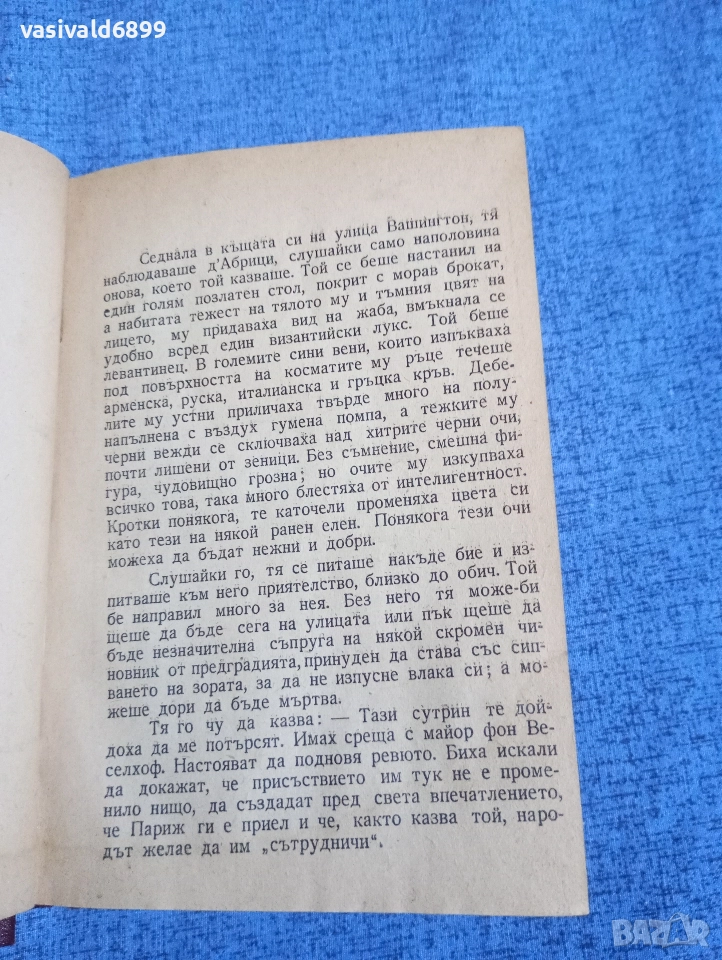 vasivald6899
Седнала в къщата си на улица Вашингтон, тя
наблюдаваше д'Абрици, слушайки само наполовина
онова, което той казваше. Той се беше настанил на
един голям позлатен стол, покрит с морав брокат,
а набитата тежест на тялото му и тъмния цвят на
лицето, му придаваха вид на жаба, вмъкнала се
удобно всред един византийски лукс. Той беше
левантинец. В големите сини вени, които изпъкваха
под повърхността на косматите му ръце течеше
арменска, руска, италианска и гръцка кръв. Дебе-
лите му устни приличаха твърде много на полу-
напълнена с въздух гумена помпа, а тежките му
черни вежди се сключваха над хитрите черни очи,
почти лишени от зеници. Без съмнение, смешна фи-
гура, чудовищно грозна; но очите му изкупваха
всичко това, така много блестяха от интелигентност.
Кротки понякога, те каточели променяха цвета си
като тези на някой ранен елен. Понякога тези очи
можеха да бъдат нежни и добри.
Слушайки го, тя се питаше накъде бие и из-
питваше към него приятелство, близко до обич. Той
бе направил много за нея. Без него тя може-би
щеше да бъде сега на улицата или пък щеше да
бъде незначителна съпруга на някой скромен чи-
новник от предградията, принуден да става със сип-
ването на зората, за да не изпусне влака си; а мо-
жеше дори да бъде мъртва.
Тя го чу да казва: — Тази сутрин те дой-
доха да ме потърсят. Имах среща с майор фон Ве-
селхоф. Настояват да подновя ревюто. Биха искали
да докажат, че присъствието им тук не е проме-
нило нищо, да създадат пред света впечатлението,
че Париж ги е приел и че, както казва той, наро-
дът желае да им „сътрудничи“.
BAZAR